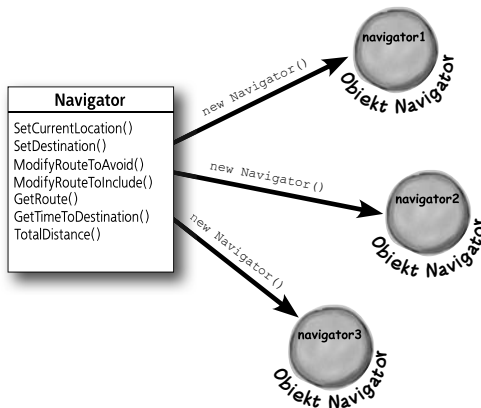 navigator1
Obiekt Navigator
new Navigator()
Navigator
SetCurrentLocation()
SetDestination()
ModifyRouteToAvoid()
ModifyRouteToInclude()
GetRoute()
GetTimeToDestination()
TotalDistance()
new Navigator()
navigator2
Obiekt Navigator
new Navigator()
navigator3
Obiekt Navigator